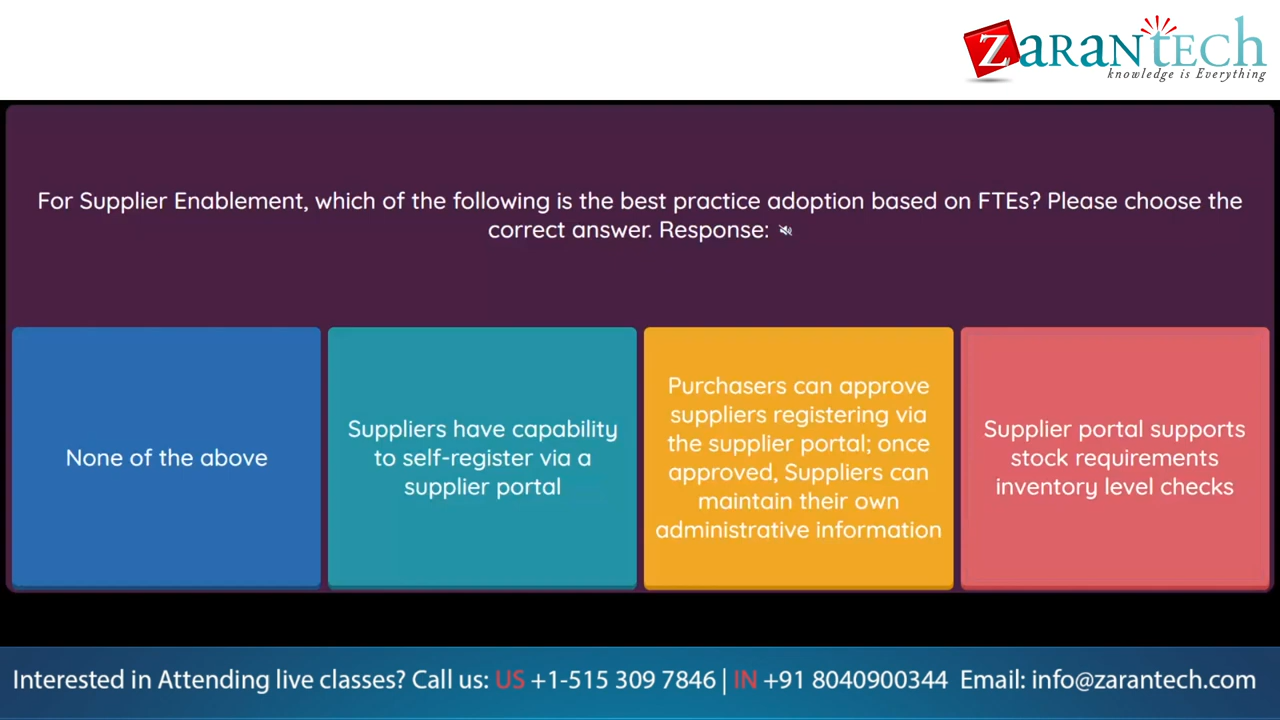 ZARANTECH
knowledge is Everything
For Supplier Enablement, which of the following is the best practice adoption based on FTEs? Please choose the
correct answer. Response:
None of the above
Suppliers have capability
to self-register via a
supplier portal
Purchasers can approve
suppliers registering via
the supplier portal; once
approved, Suppliers can
maintain their own
administrative information
Supplier portal supports
stock requirements
inventory level checks
Interested in Attending live classes? Call us: US +1-515 309 7846 | IN +91 8040900344 Email: info@zarantech.com